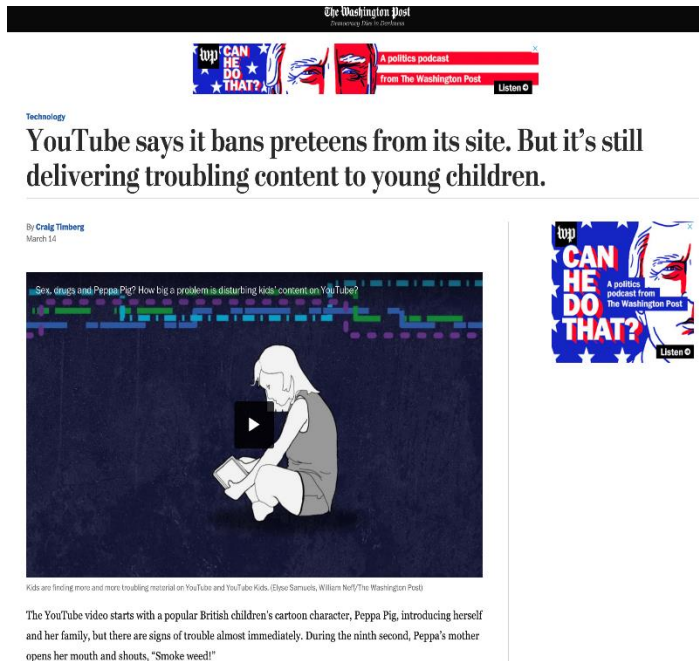 The Washington Post
Democracy Dies in Darkness
wp CAN HE DO THAT?
A politics podcast
from The Washington Post
Listen
Technology
YouTube says it bans preteens from its site. But it's still
delivering troubling content to young children.
By Craig Timberg
March 14
wp
CAN
HE
DO
THAT?
A politics
podcast from
The Washington Post
Listen
Sex, drugs and Peppa Pig? How big a problem is disturbing kids' content on YouTube?
Kids are finding more and more troubling material on YouTube and YouTube Kids. (Elyse Samuels, William Neff/The Washington Post)
The YouTube video starts with a popular British children's cartoon character, Peppa Pig, introducing herself
and her family, but there are signs of trouble almost immediately. During the ninth second, Peppa's mother
opens her mouth and shouts, "Smoke weed!"